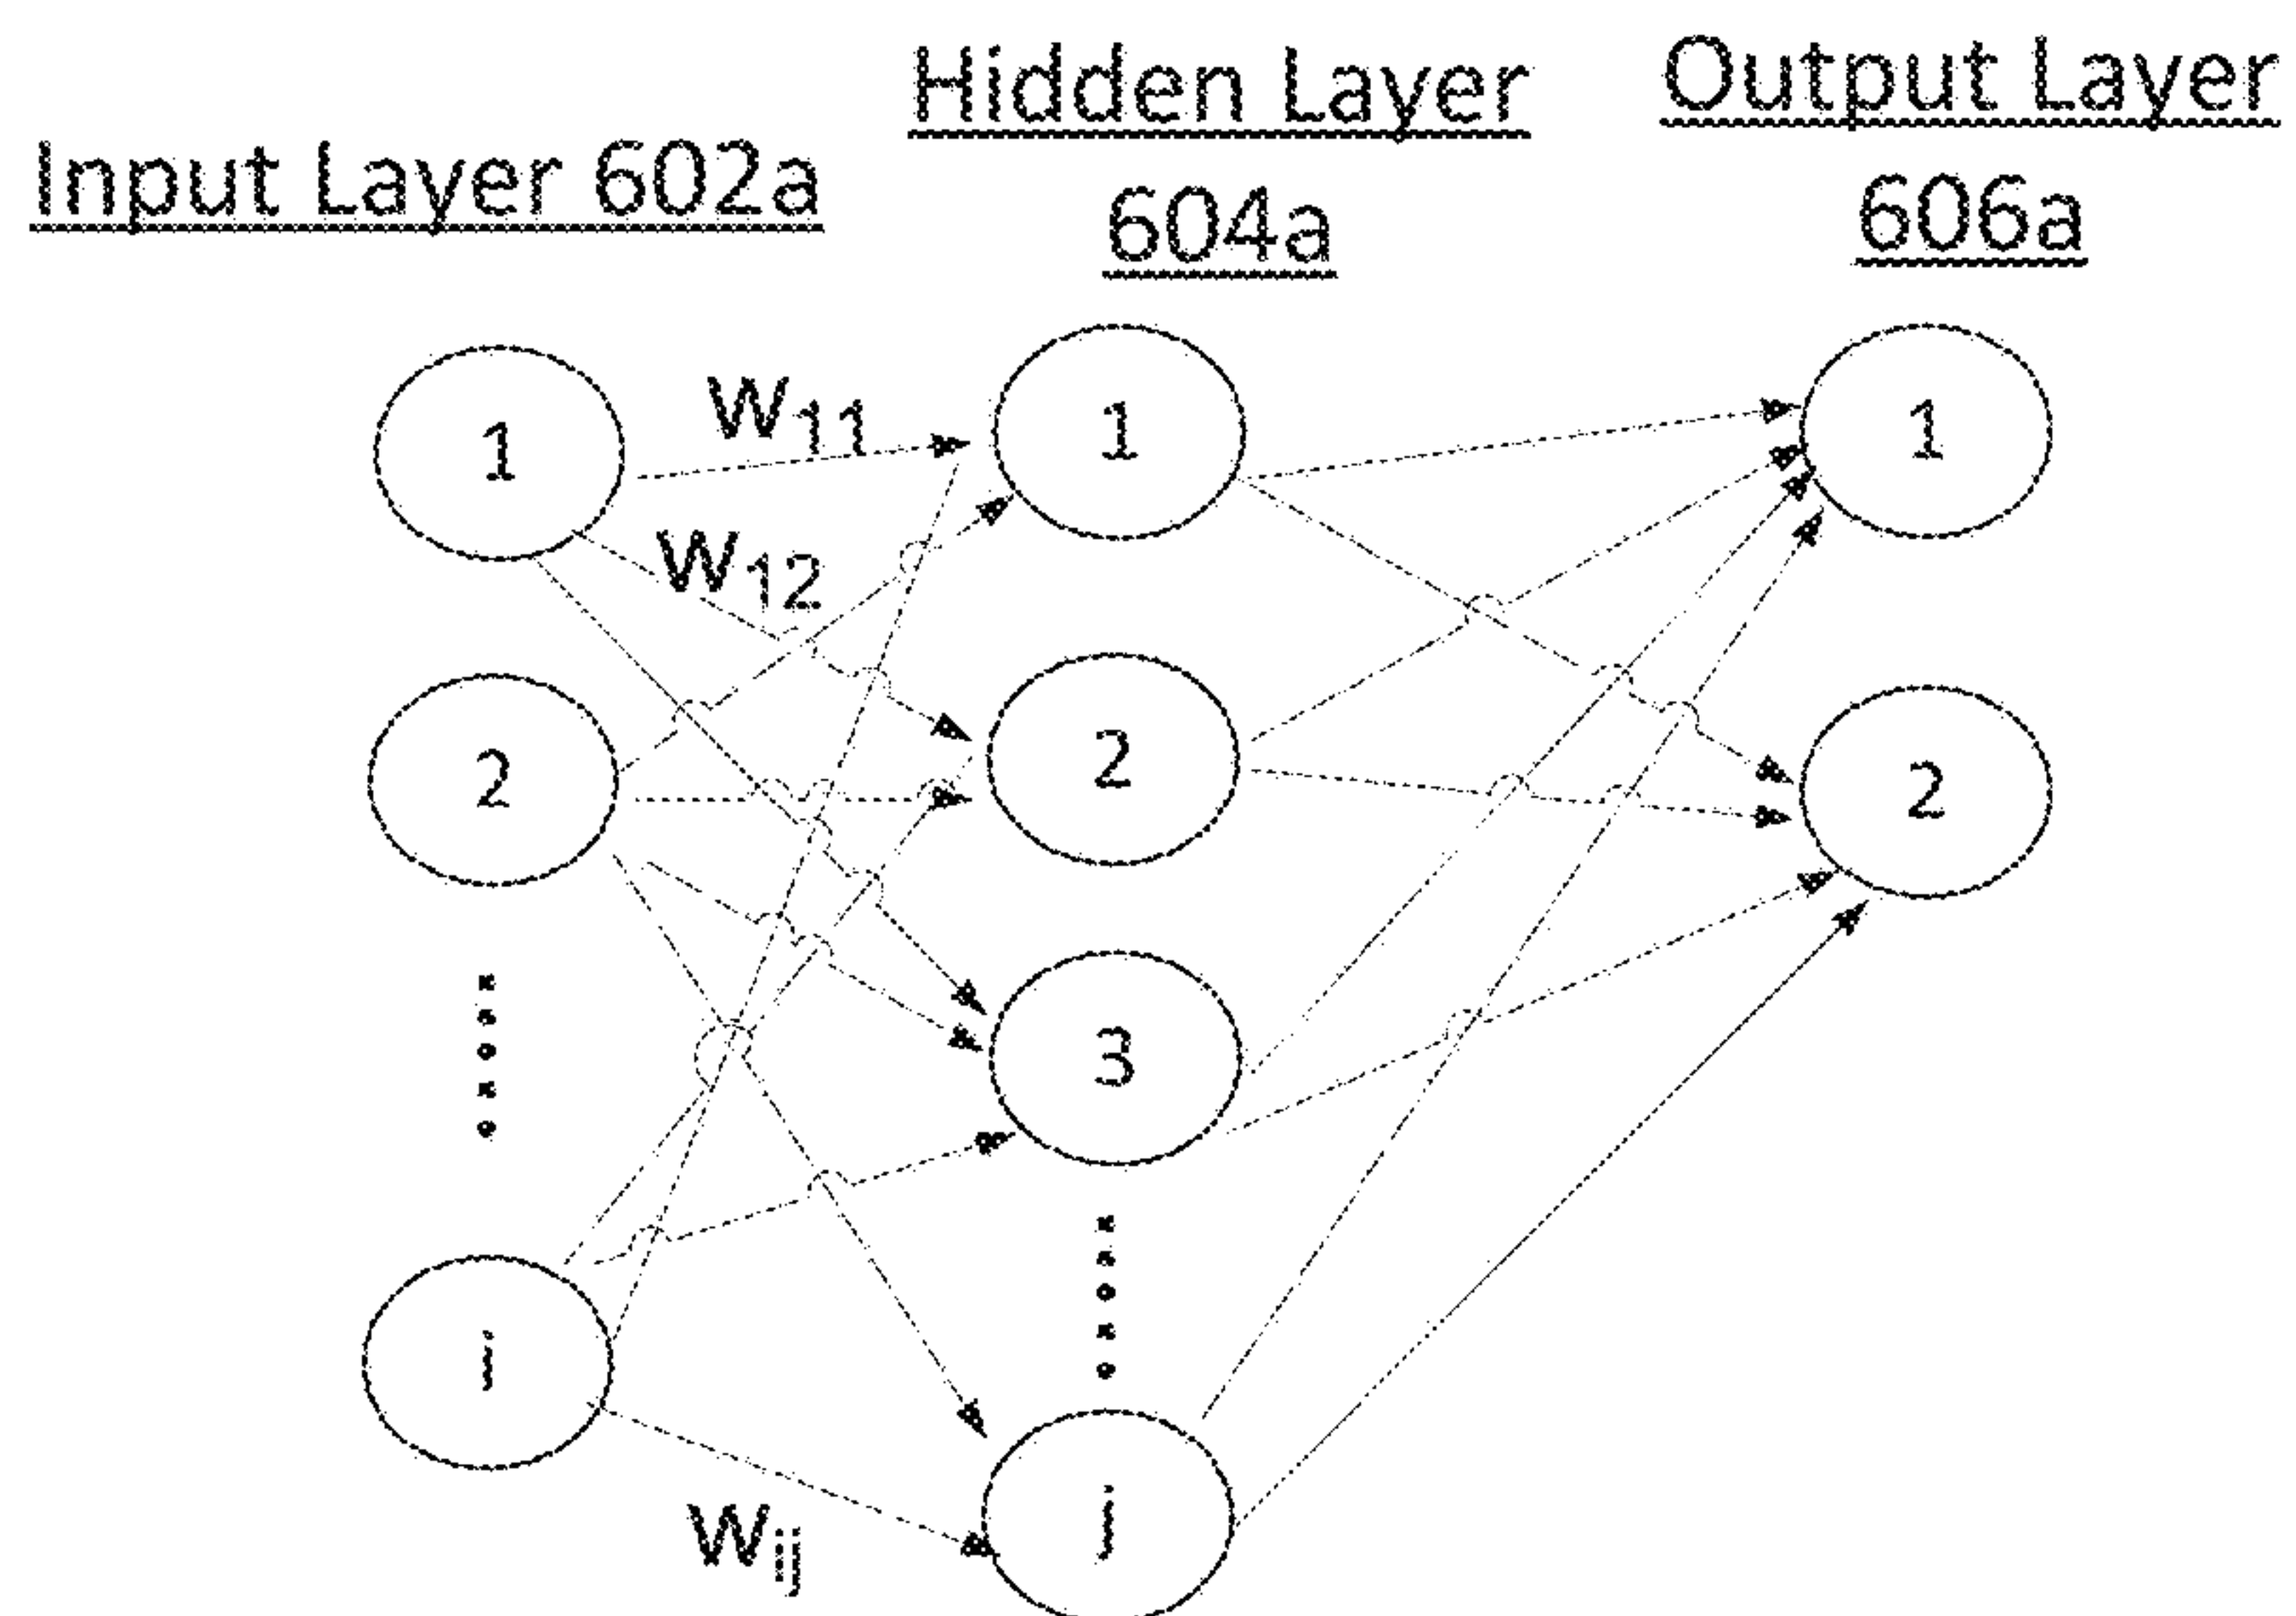 Input Layer 602a
Hidden Layer
604a
Output Layer
606a
1
W11
1
1
W12
2
2
2
3
i
j
Wij